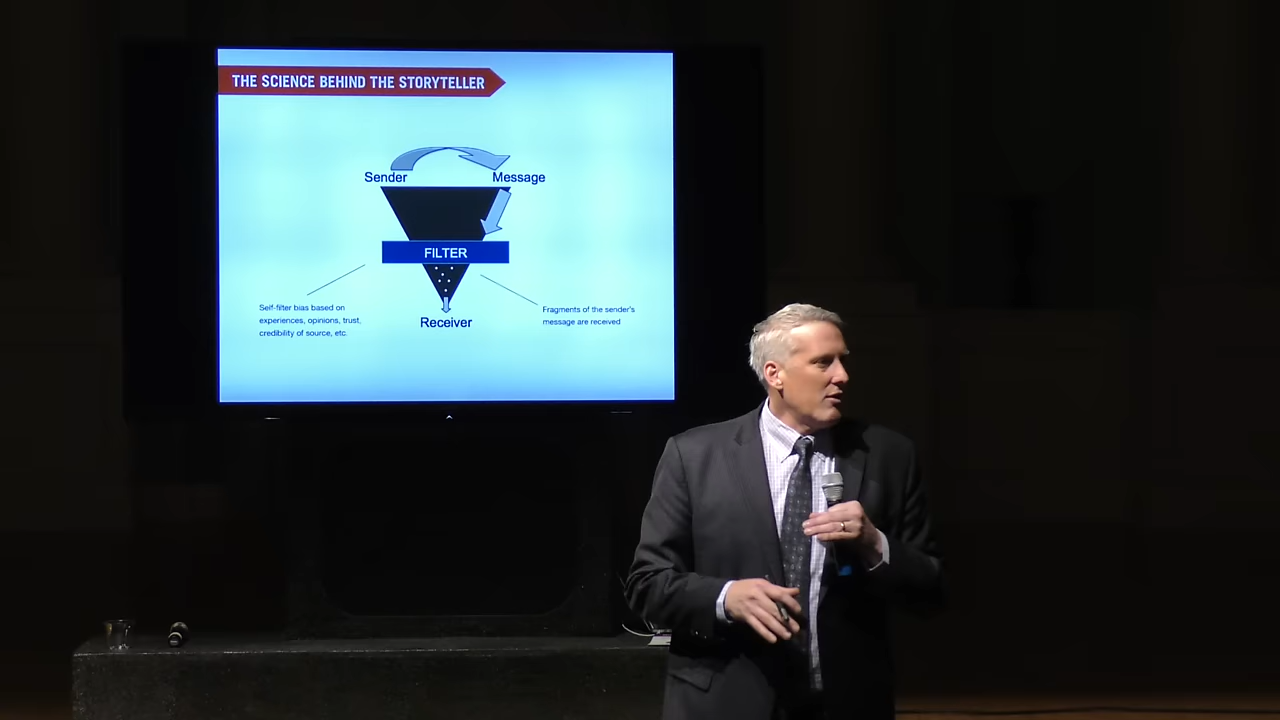 THE SCIENCE BEHIND THE STORYTELLER
Sender
Message
FILTER
Self-filter bias based on
experiences, opinions, trust,
credibility of source, etc.
Fragments of the sender's
message are received
Receiver